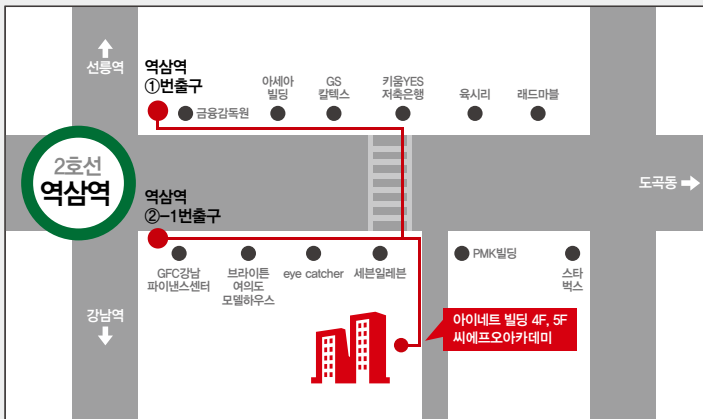 선릉역
역삼역
①번출구
금융감독원
아세아
빌딩
GS
칼텍스
키움YES
저축은행
육시리
래드마블
2호선
역삼역
도곡동
역삼역
②-1번출구
GFC강남
파이낸스센터
브라이튼
여의도
모델하우스
eye catcher
세븐일레븐
PMK빌딩
스타
벅스
강남역
아이네트 빌딩 4F, 5F
씨에프오아카데미